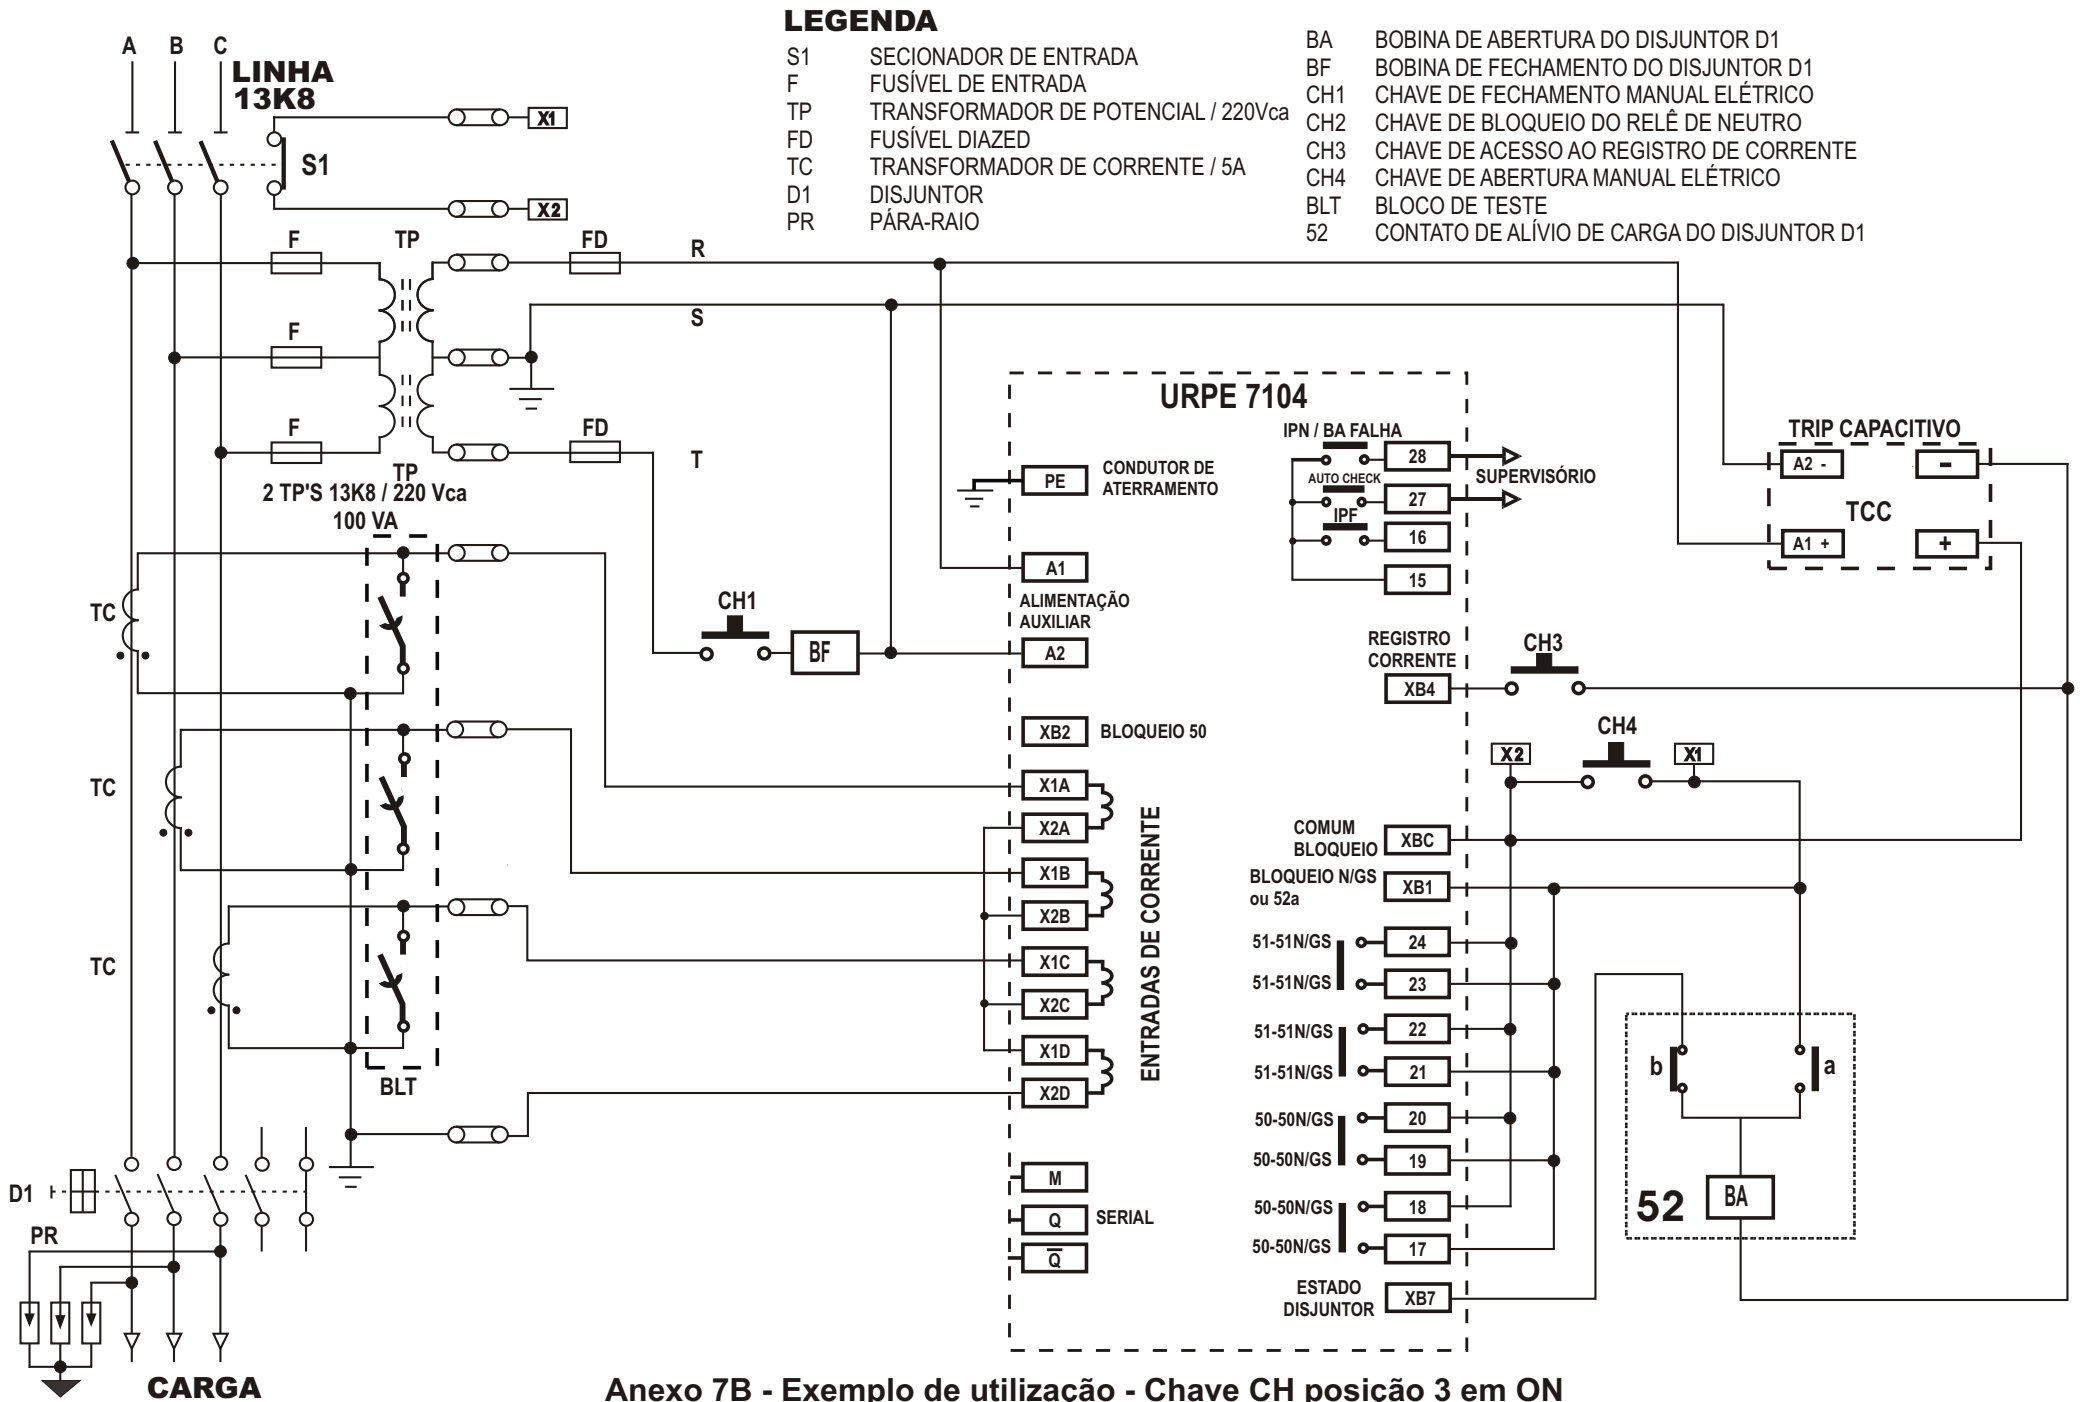 LEGENDA
S1 SECIONADOR DE ENTRADA
F FUSÍVEL DE ENTRADA
TP TRANSFORMADOR DE POTENCIAL / 220Vca
FD FUSÍVEL DIAZED
TC TRANSFORMADOR DE CORRENTE / 5A
D1 DISJUNTOR
PR PÁRA-RAIO
BA BOBINA DE ABERTURA DO DISJUNTOR D1
BF BOBINA DE FECHAMENTO DO DISJUNTOR D1
CH1 CHAVE DE FECHAMENTO MANUAL ELÉTRICO
CH2 CHAVE DE BLOQUEIO DO RELÊ DE NEUTRO
CH3 CHAVE DE ACESSO AO REGISTRO DE CORRENTE
CH4 CHAVE DE ABERTURA MANUAL ELÉTRICO
BLT BLOCO DE TESTE
52 CONTATO DE ALÍVIO DE CARGA DO DISJUNTOR D1
A B C
LINHA
13K8
X1
S1
X2
F TP FD R
F S
F FD T
TP
2 TP'S 13K8 / 220 Vca
100 VA
TC
TC
TC
BLT
CH1
BF
D1
PR
CARGA
URPE 7104
PE CONDUTOR DE
ATERRAMENTO
A1
ALIMENTAÇÃO
AUXILIAR
A2
XB2 BLOQUEIO 50
X1A
X2A
X1B
X2B
X1C
X2C
X1D
X2D
ENTRADAS DE CORRENTE
M
Q SERIAL
Q̅
IPN / BA FALHA
28
AUTO CHECK
27
SUPERVISÓRIO
IPF
16
15
REGISTRO
CORRENTE
XB4
CH3
CH4
X2 X1
COMUM
BLOQUEIO
XBC
BLOQUEIO N/GS
ou 52a
XB1
51-51N/GS 24
51-51N/GS 23
51-51N/GS 22
51-51N/GS 21
50-50N/GS 20
50-50N/GS 19
50-50N/GS 18
50-50N/GS 17
ESTADO
DISJUNTOR
XB7
TRIP CAPACITIVO
A2 - -
TCC
A1 + +
b a
52 BA
Anexo 7B - Exemplo de utilização - Chave CH posição 3 em ON